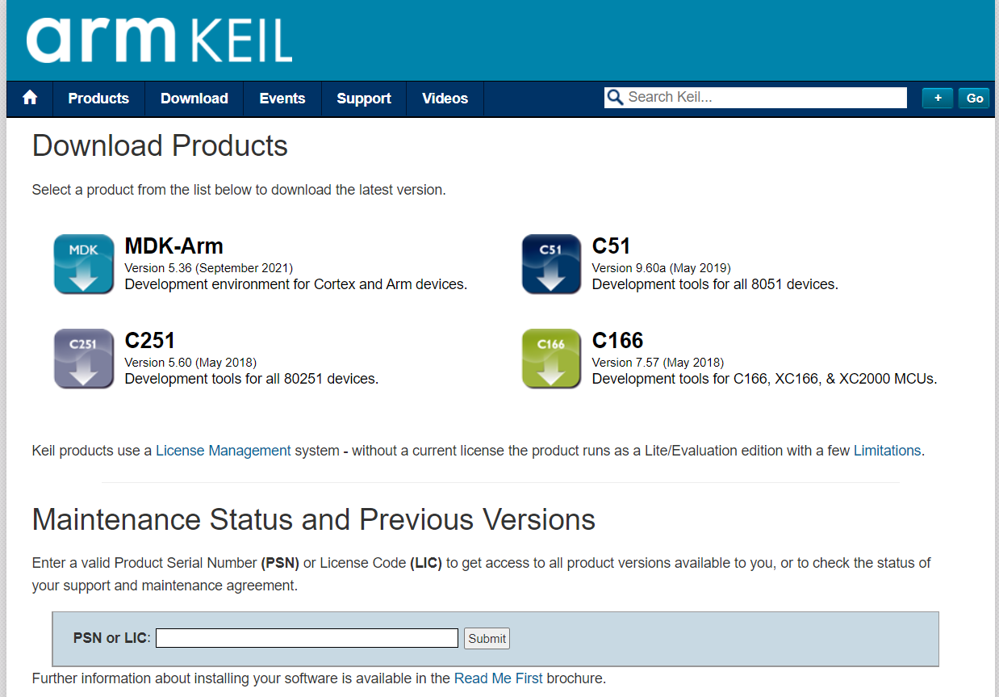 arm KEIL
Products Download Events Support Videos Search Keil... + Go
Download Products
Select a product from the list below to download the latest version.
MDK
MDK-Arm
Version 5.36 (September 2021)
Development environment for Cortex and Arm devices.
C51
C51
Version 9.60a (May 2019)
Development tools for all 8051 devices.
C251
C251
Version 5.60 (May 2018)
Development tools for all 80251 devices.
C166
C166
Version 7.57 (May 2018)
Development tools for C166, XC166, & XC2000 MCUs.
Keil products use a License Management system - without a current license the product runs as a Lite/Evaluation edition with a few Limitations.
Maintenance Status and Previous Versions
Enter a valid Product Serial Number (PSN) or License Code (LIC) to get access to all product versions available to you, or to check the status of
your support and maintenance agreement.
PSN or LIC: Submit
Further information about installing your software is available in the Read Me First brochure.